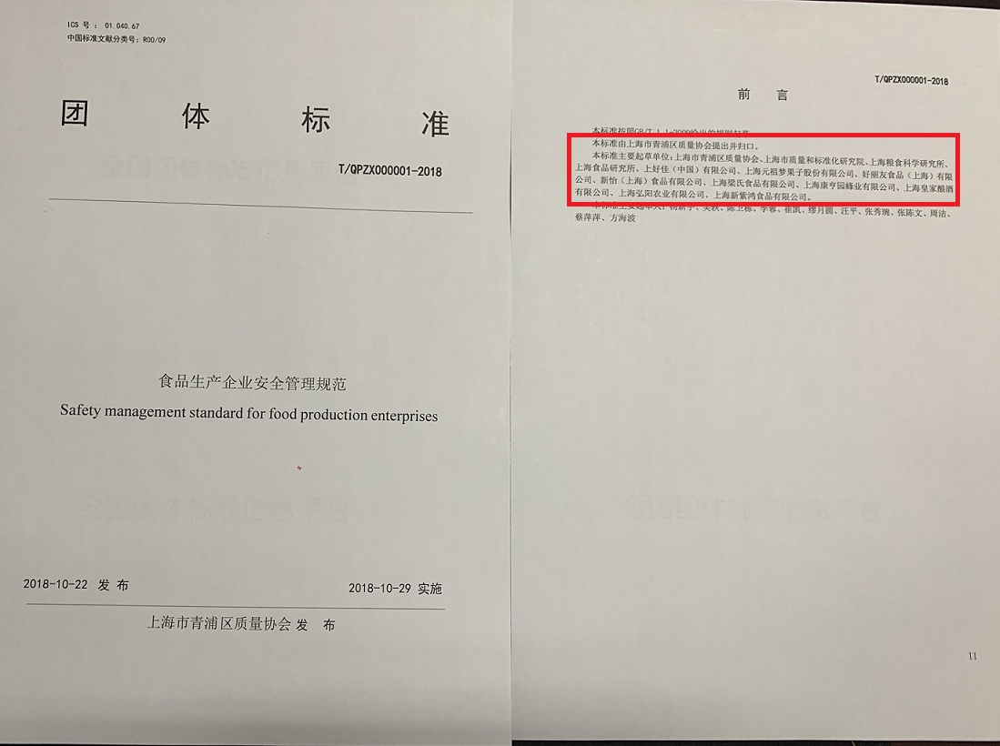 ICS 号 : 01.040.67
中国标准文献分类号: R00/09
团 体 标 准
T/QPZX000001-2018
食品生产企业安全管理规范
Safety management standard for food production enterprises
2018-10-22 发 布
2018-10-29 实施
上海市青浦区质量协会 发 布
T/QPZX000001-2018
前 言
本标准按照GB/T 1.1-2009给出的规则起草。
本标准由上海市青浦区质量协会提出并归口。
本标准主要起草单位:上海市青浦区质量协会、上海市质量和标准化研究院、上海粮食科学研究所、
上海食品研究所、上好佳（中国）有限公司、上海元祖梦果子股份有限公司、好丽友食品（上海）有限
公司、新怡（上海）食品有限公司、上海梁氏食品有限公司、上海康亨园蜂业有限公司、上海皇家酿酒
有限公司、上海弘阳农业有限公司、上海新紫鸿食品有限公司。
本标准主要起草人: 陈卫栋、李春、崔凯、缪月圆、汪平、张秀琬、张陈文、周洁、
蔡萍萍、方海波
II